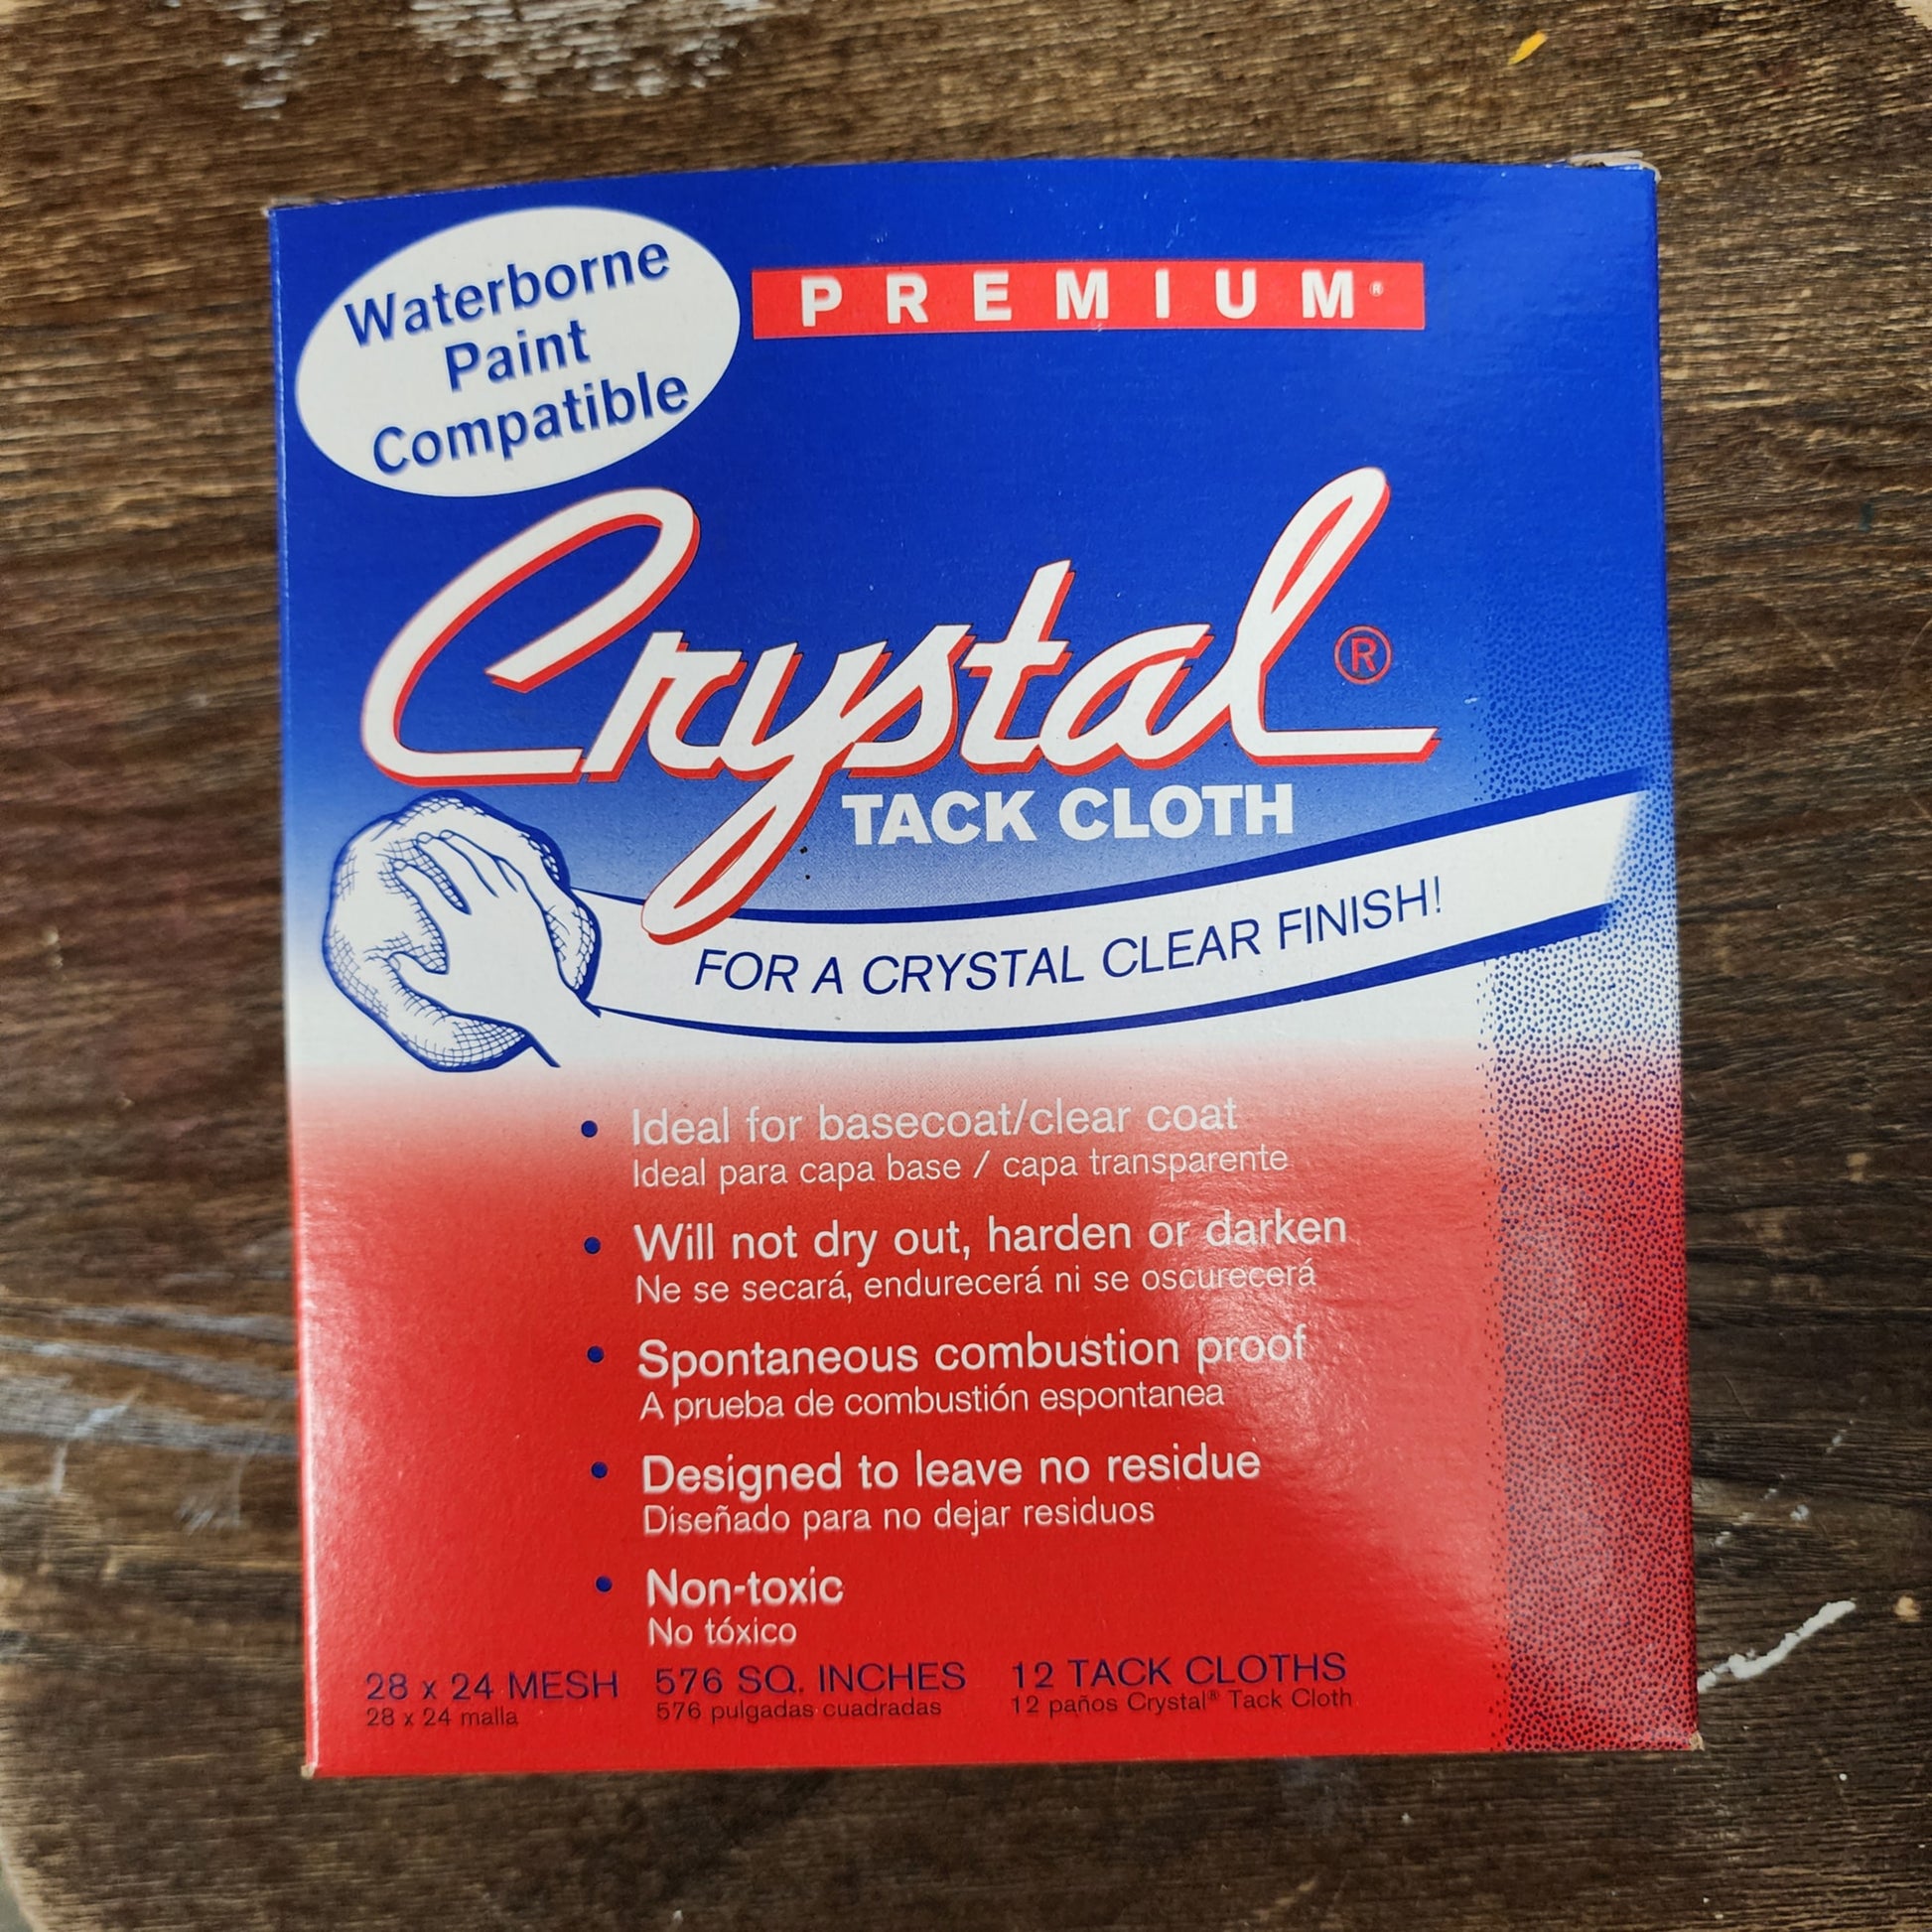 Waterborne
Paint
Compatible
PREMIUM®
Crystal®
TACK CLOTH
FOR A CRYSTAL CLEAR FINISH!
• Ideal for basecoat/clear coat
Ideal para capa base / capa transparente
• Will not dry out, harden or darken
Ne se secará, endurecerá ni se oscurecerá
• Spontaneous combustion proof
A prueba de combustión espontanea
• Designed to leave no residue
Diseñado para no dejar residuos
• Non-toxic
No tóxico
28 x 24 MESH 576 SQ. INCHES 12 TACK CLOTHS
28 x 24 malla 576 pulgadas cuadradas 12 paños Crystal® Tack Cloth